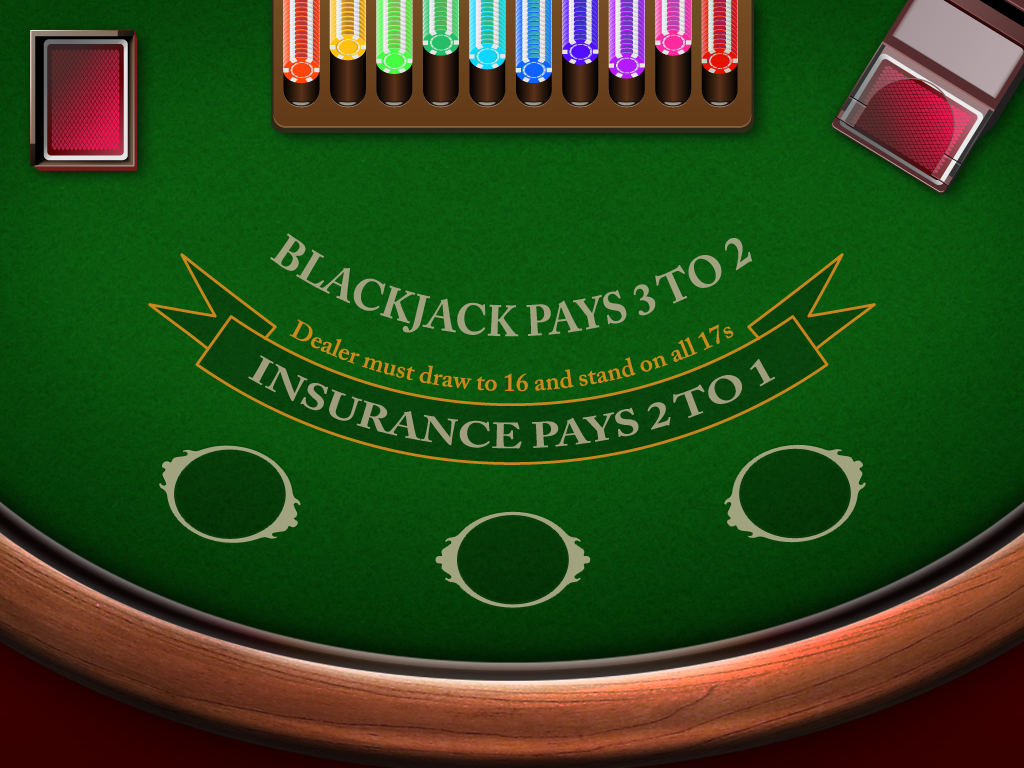 BLACKJACK PAYS 3 TO 2
Dealer must draw to 16 and stand on all 17s
INSURANCE PAYS 2 TO 1